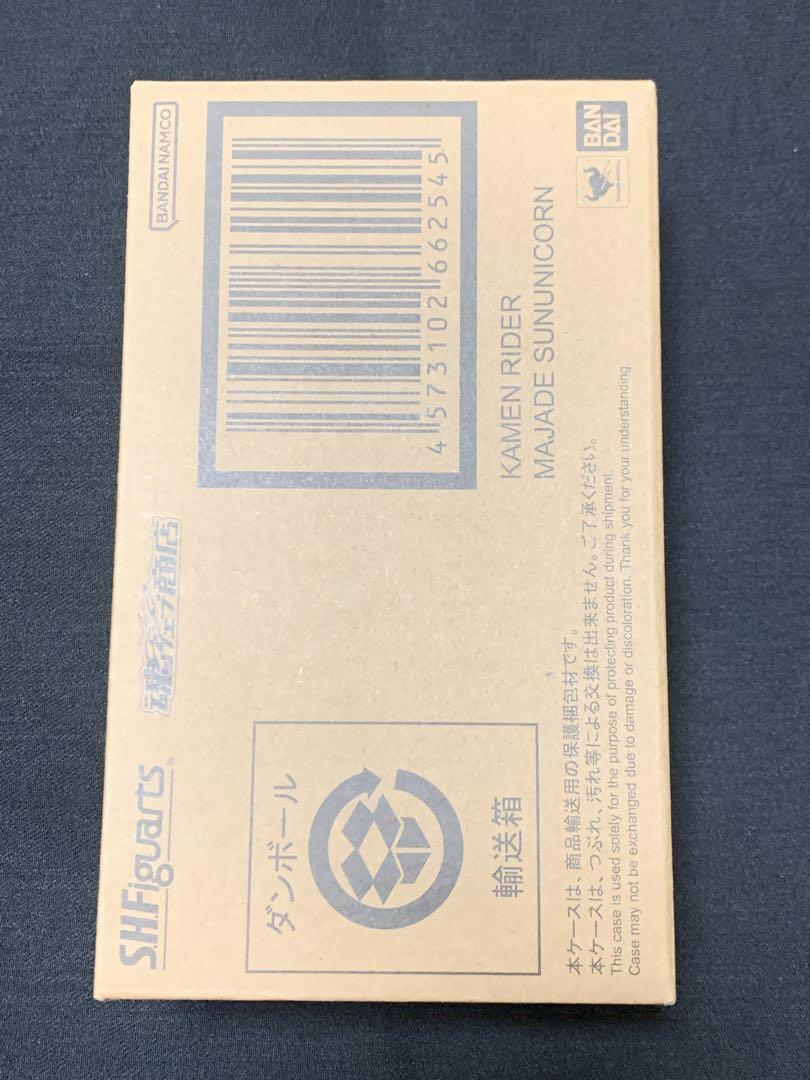 S.H.Figuarts®
魂ウェブ商店
BANDAI NAMCO
4 573102 662545
BAN
DAI
KAMEN RIDER
MAJADE SUNUNICORN
ダンボール
輸送箱
本ケースは、商品輸送用の保護梱包材です。
本ケースは、つぶれ、汚れ等による交換は出来ません。ご了承ください。
This case is used solely for the purpose of protecting product during shipment.
Case may not be exchanged due to damage or discoloration. Thank you for your understanding.